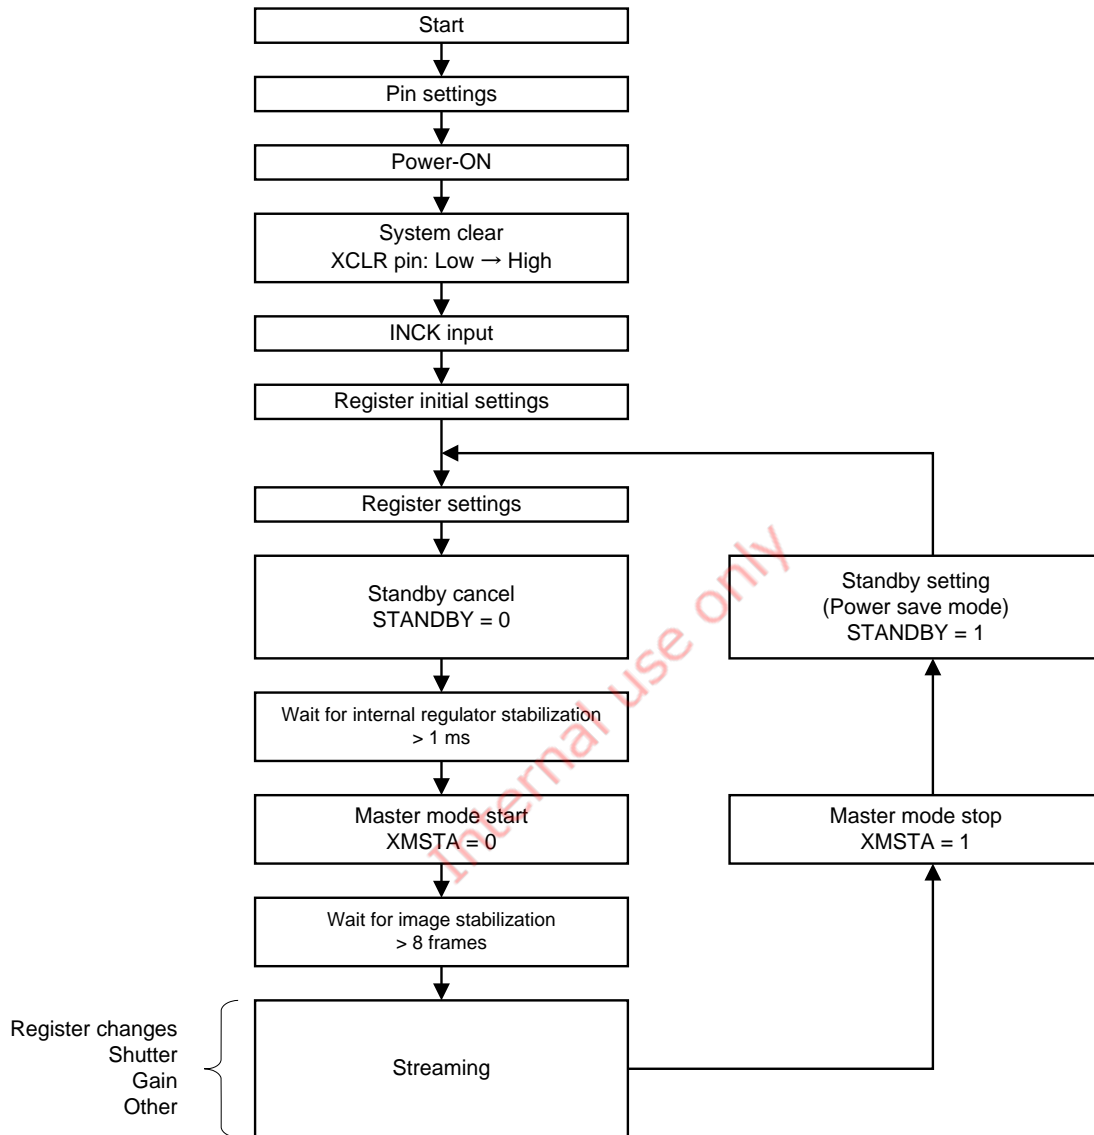 Start
Pin settings
Power-ON
System clear
XCLR pin: Low → High
INCK input
Register initial settings
Register settings
Standby cancel
STANDBY = 0
Standby setting
(Power save mode)
STANDBY = 1
Wait for internal regulator stabilization
> 1 ms
Master mode start
XMSTA = 0
Master mode stop
XMSTA = 1
Wait for image stabilization
> 8 frames
Register changes
Shutter
Gain
Other
Streaming
Internal use only